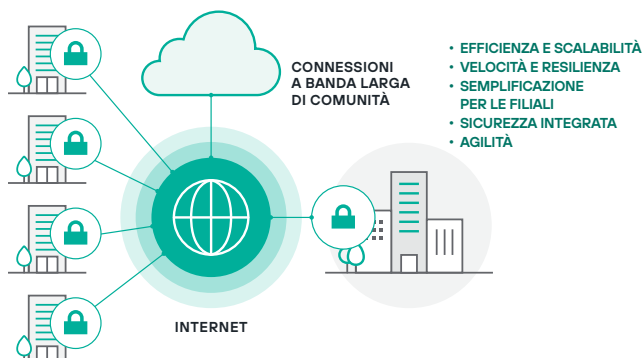 CONNESSIONI
A BANDA LARGA
DI COMUNITÀ
• EFFICIENZA E SCALABILITÀ
• VELOCITÀ E RESILIENZA
• SEMPLIFICAZIONE
PER LE FILIALI
• SICUREZZA INTEGRATA
• AGILITÀ
INTERNET